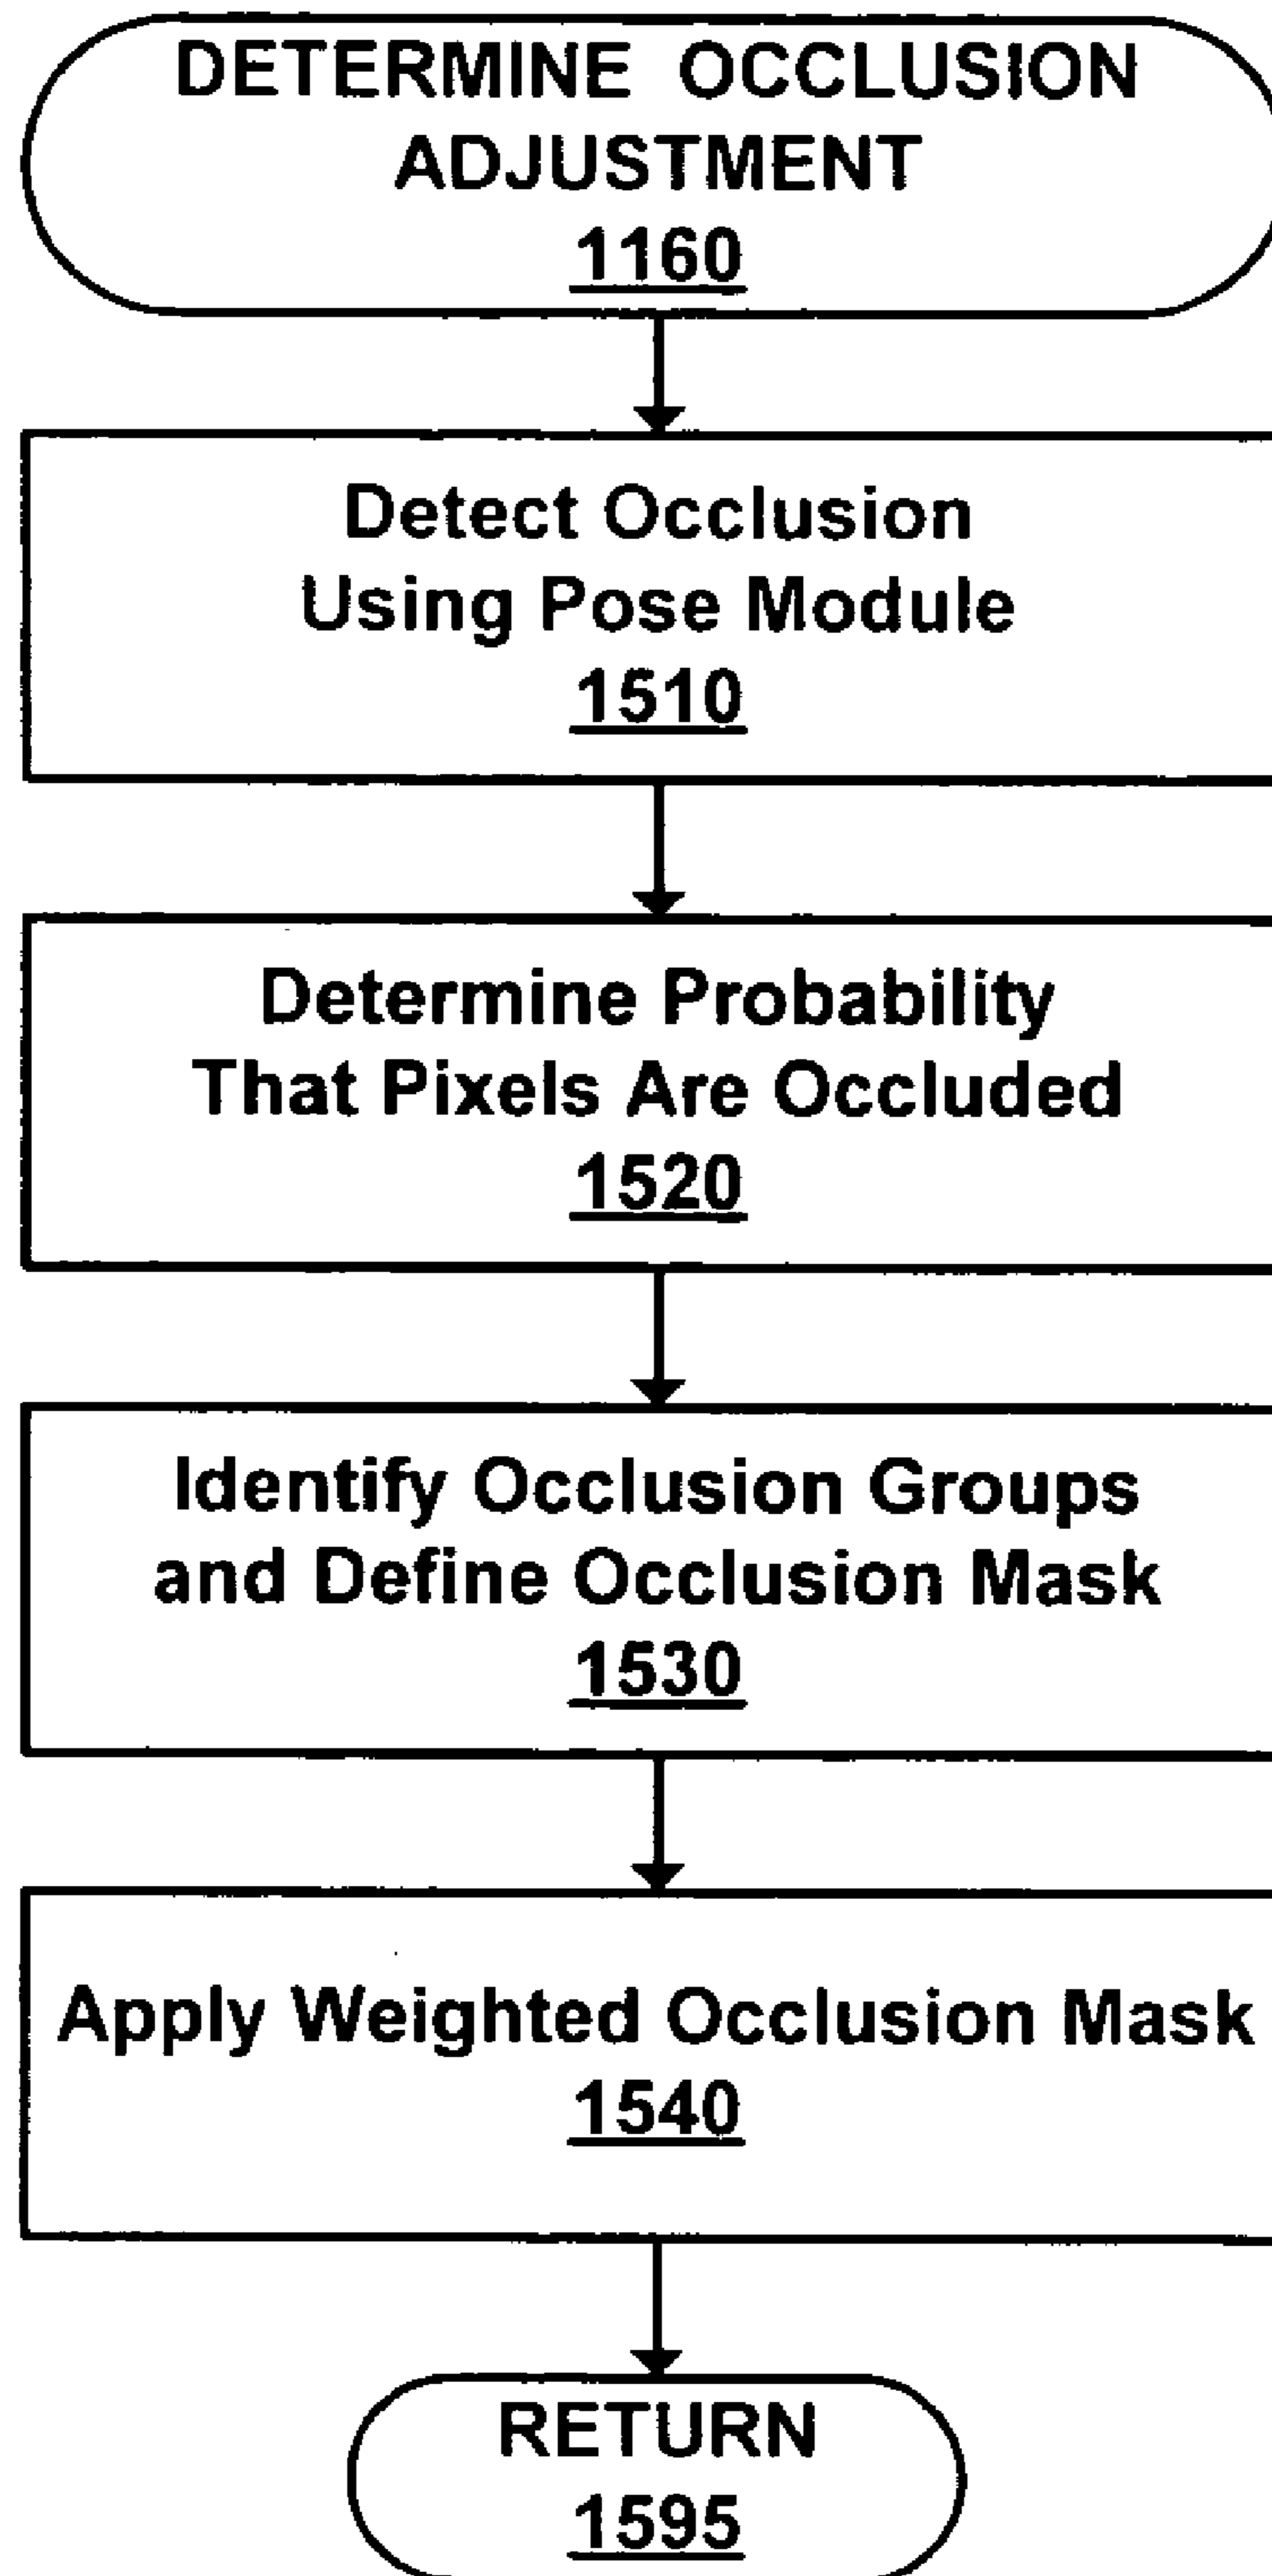 DETERMINE OCCLUSION
ADJUSTMENT
1160
Detect Occlusion
Using Pose Module
1510
Determine Probability
That Pixels Are Occluded
1520
Identify Occlusion Groups
and Define Occlusion Mask
1530
Apply Weighted Occlusion Mask
1540
RETURN
1595